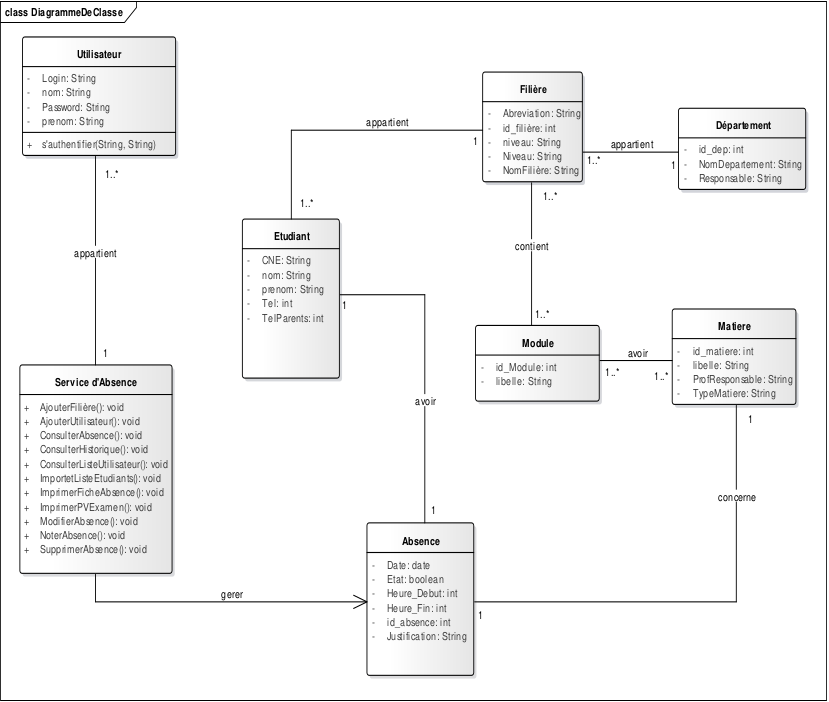 class DiagrammeDeClasse
Utilisateur
- Login: String
- nom: String
- Password: String
- prenom: String
+ s'authentifier(String, String)
1..*
appartient
1
Service d'Absence
+ AjouterFilière(): void
+ AjouterUtilisateur(): void
+ ConsulterAbsence(): void
+ ConsulterHistorique(): void
+ ConsulterListeUtilisateur(): void
+ ImportetListeEtudiants(): void
+ ImprimerFicheAbsence(): void
+ ImprimerPVExamen(): void
+ ModifierAbsence(): void
+ NoterAbsence(): void
+ SupprimerAbsence(): void
gerer
Filière
- Abreviation: String
- id_filière: int
- niveau: String
- Niveau: String
- NomFilière: String
appartient
1
1..*
Etudiant
- CNE: String
- nom: String
- prenom: String
- Tel: int
- TelParents: int
1
avoir
1
appartient
1..*
1
Département
- id_dep: int
- NomDepartement: String
- Responsable: String
1..*
contient
1..*
Module
- id_Module: int
- libelle: String
avoir
1..*
1..*
Matiere
- id_matiere: int
- libelle: String
- ProfResponsable: String
- TypeMatiere: String
1
concerne
1
Absence
- Date: date
- Etat: boolean
- Heure_Debut: int
- Heure_Fin: int
- id_absence: int
- Justification: String